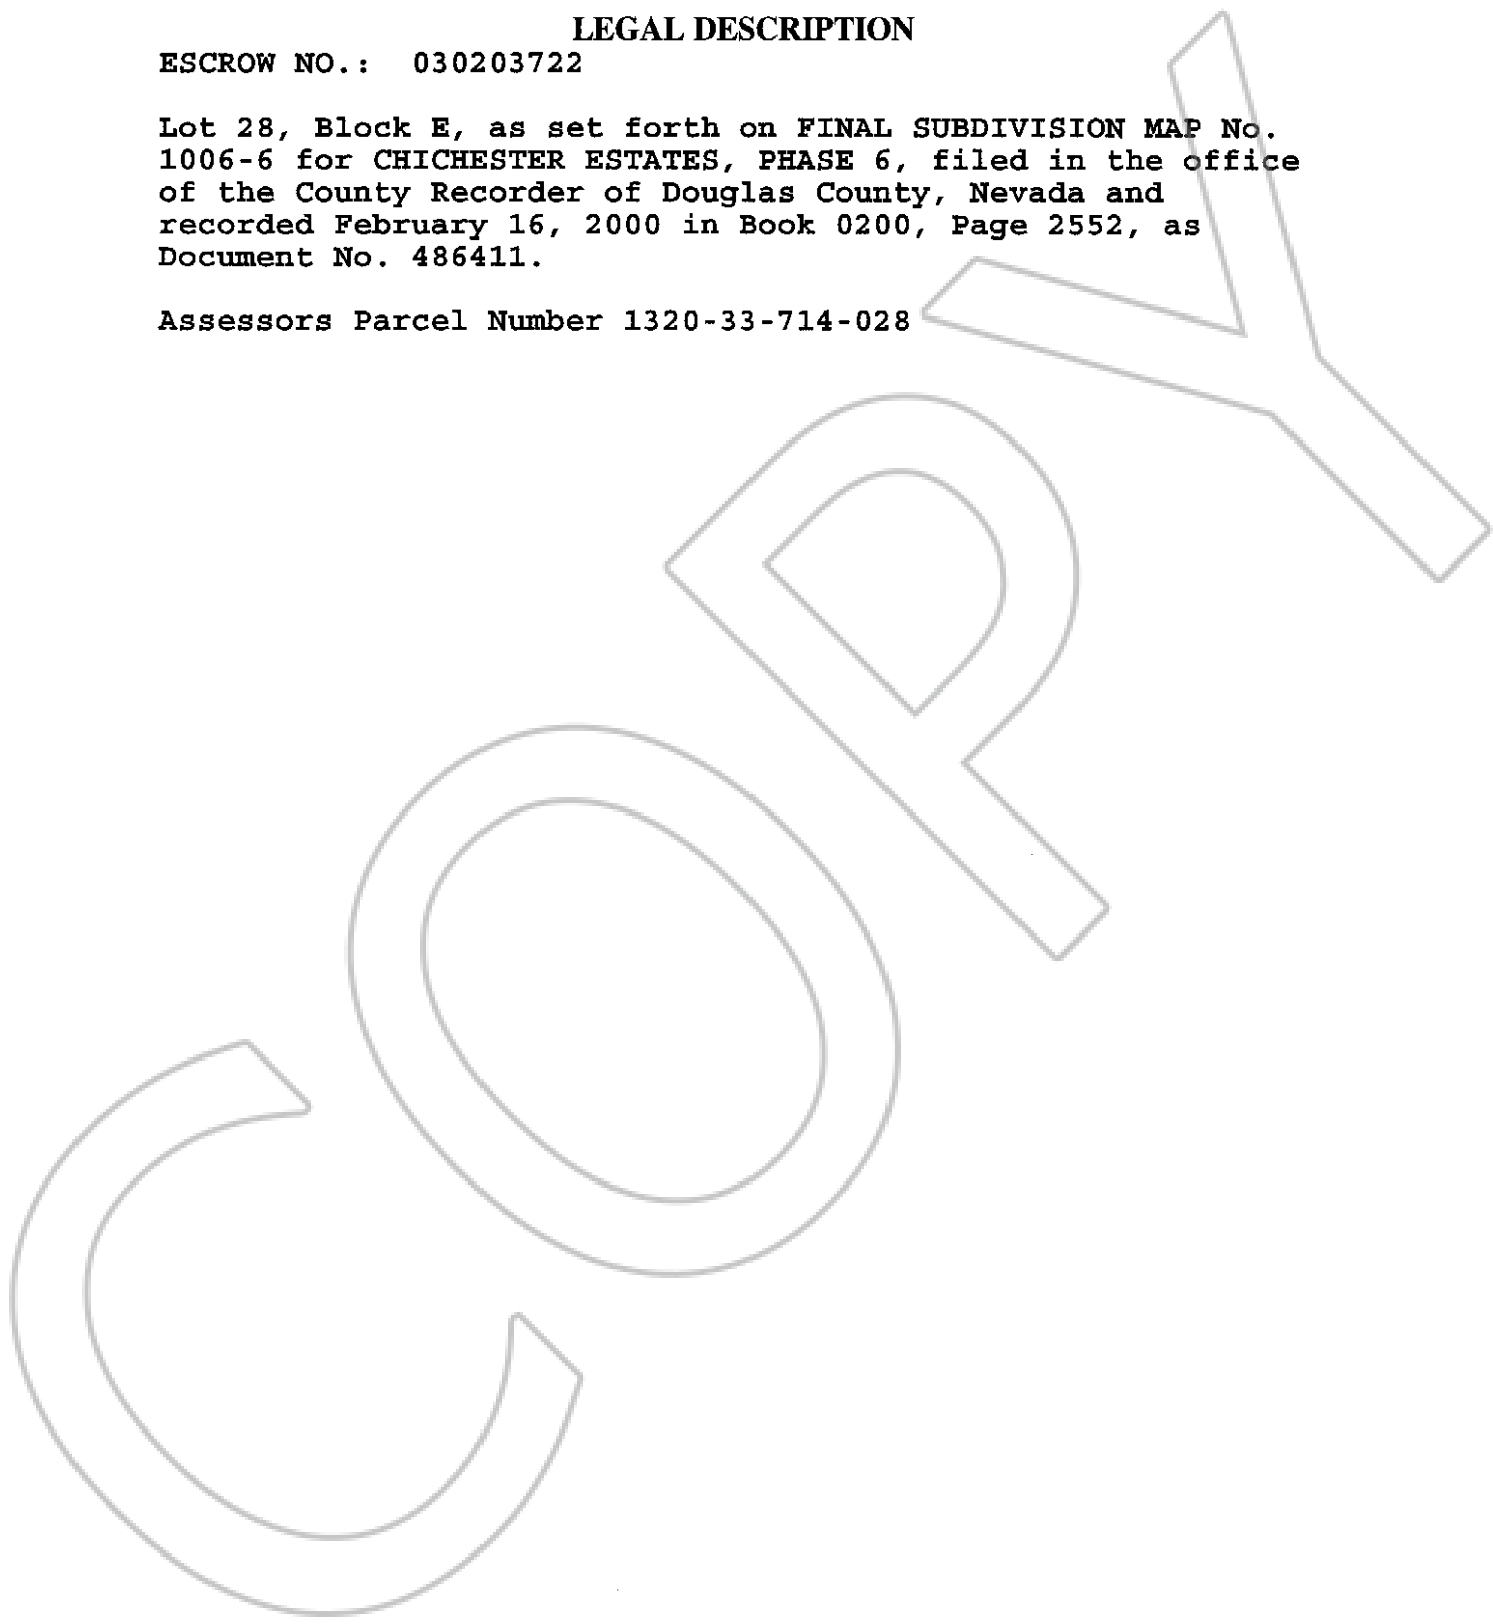 LEGAL DESCRIPTION
ESCROW NO.: 030203722
Lot 28, Block E, as set forth on FINAL SUBDIVISION MAP No.
1006-6 for CHICHESTER ESTATES, PHASE 6, filed in the office
of the County Recorder of Douglas County, Nevada and
recorded February 16, 2000 in Book 0200, Page 2552, as
Document No. 486411.
Assessors Parcel Number 1320-33-714-028
COPY